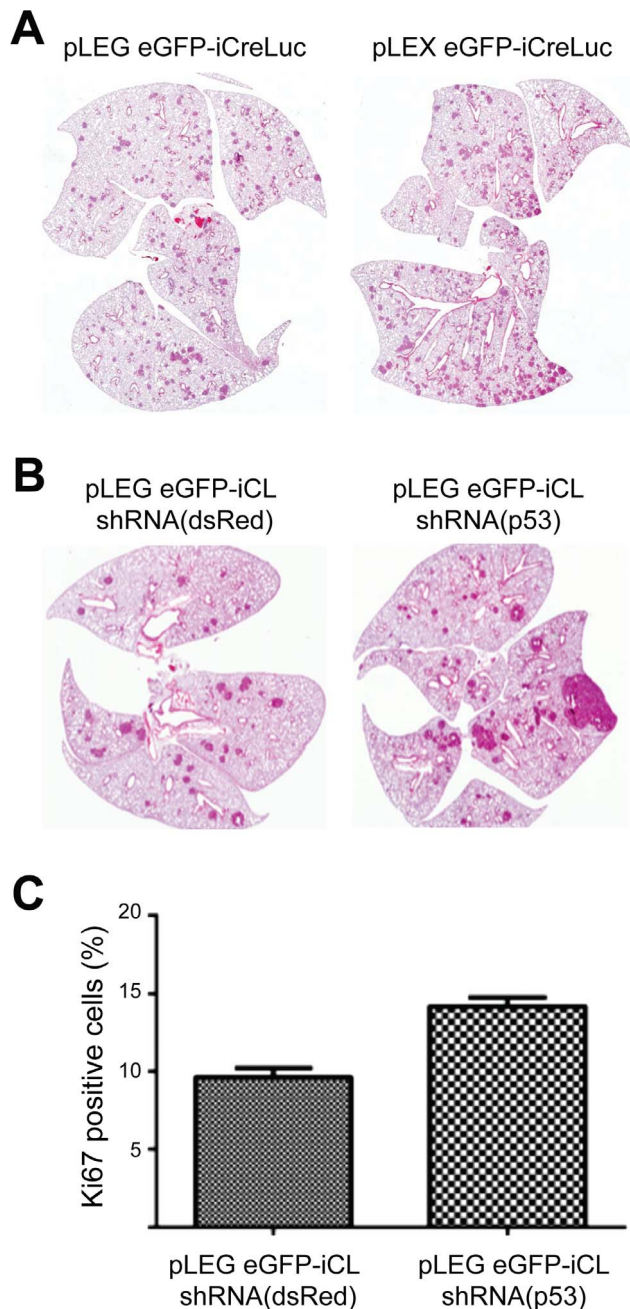 A
pLEG eGFP-iCreLuc
pLEX eGFP-iCreLuc
B
pLEG eGFP-iCL
shRNA(dsRed)
pLEG eGFP-iCL
shRNA(p53)
C
Ki67 positive cells (%)
20
15
10
5
pLEG eGFP-iCL
shRNA(dsRed)
pLEG eGFP-iCL
shRNA(p53)